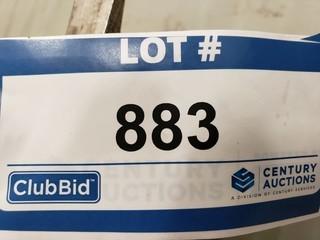 LOT #
883
ClubBid
CENTURY
AUCTIONS
A DIVISION OF CENTURY SERVICES